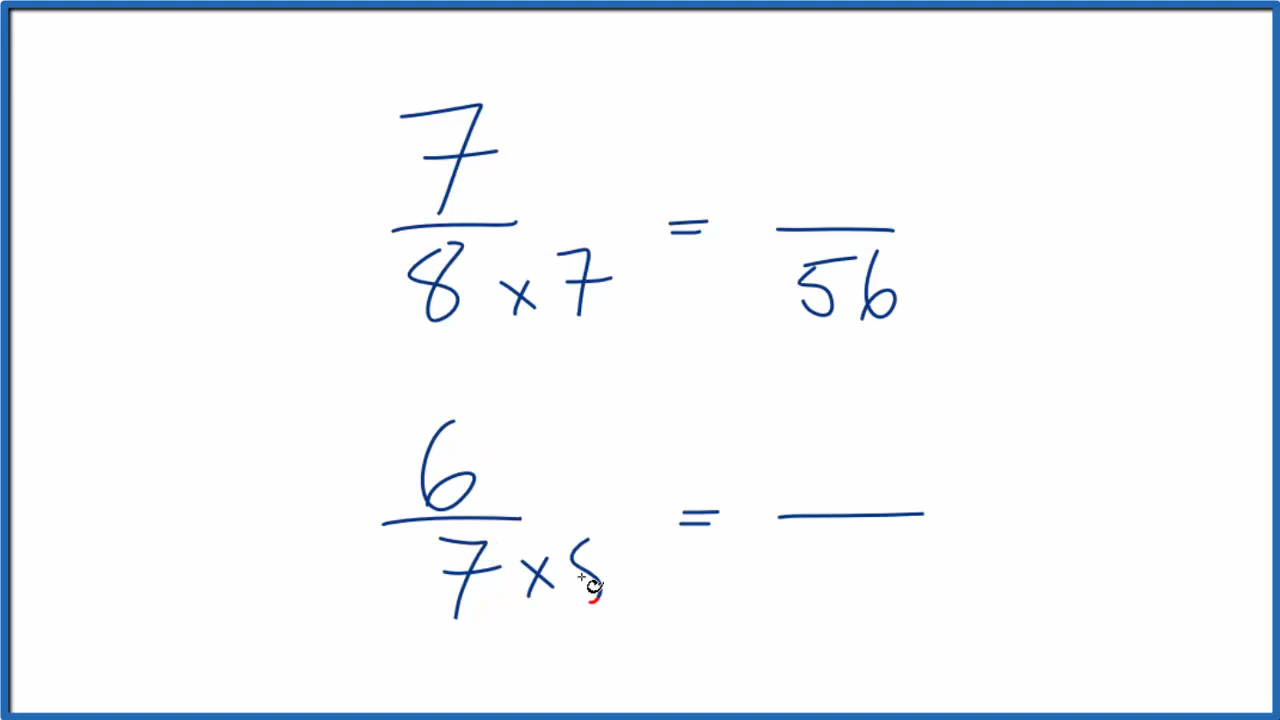 7
8 x 7 = 56
6
7 x =